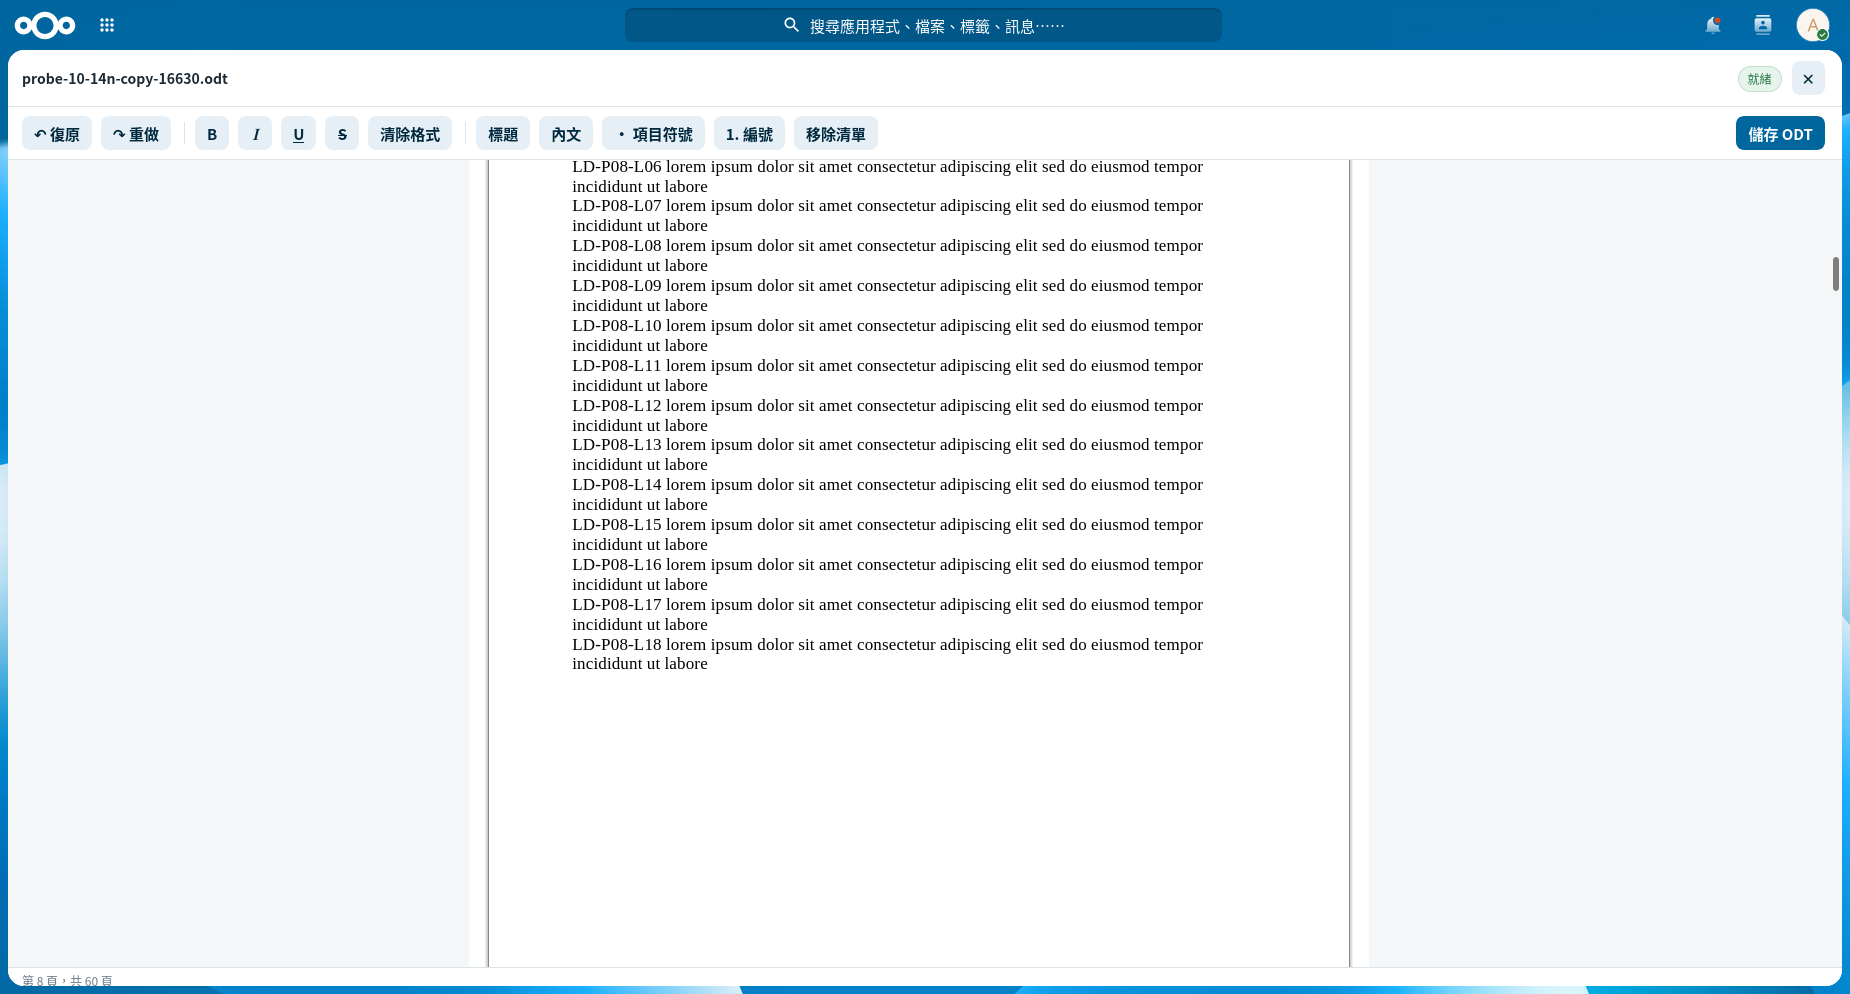 搜尋應用程式、檔案、標籤、訊息……
A
probe-10-14n-copy-16630.odt
就緒
×
↶ 復原 ↷ 重做 B I U S 清除格式 標題 內文 • 項目符號 1. 編號 移除清單 儲存 ODT
LD-P08-L06 lorem ipsum dolor sit amet consectetur adipiscing elit sed do eiusmod tempor
incididunt ut labore
LD-P08-L07 lorem ipsum dolor sit amet consectetur adipiscing elit sed do eiusmod tempor
incididunt ut labore
LD-P08-L08 lorem ipsum dolor sit amet consectetur adipiscing elit sed do eiusmod tempor
incididunt ut labore
LD-P08-L09 lorem ipsum dolor sit amet consectetur adipiscing elit sed do eiusmod tempor
incididunt ut labore
LD-P08-L10 lorem ipsum dolor sit amet consectetur adipiscing elit sed do eiusmod tempor
incididunt ut labore
LD-P08-L11 lorem ipsum dolor sit amet consectetur adipiscing elit sed do eiusmod tempor
incididunt ut labore
LD-P08-L12 lorem ipsum dolor sit amet consectetur adipiscing elit sed do eiusmod tempor
incididunt ut labore
LD-P08-L13 lorem ipsum dolor sit amet consectetur adipiscing elit sed do eiusmod tempor
incididunt ut labore
LD-P08-L14 lorem ipsum dolor sit amet consectetur adipiscing elit sed do eiusmod tempor
incididunt ut labore
LD-P08-L15 lorem ipsum dolor sit amet consectetur adipiscing elit sed do eiusmod tempor
incididunt ut labore
LD-P08-L16 lorem ipsum dolor sit amet consectetur adipiscing elit sed do eiusmod tempor
incididunt ut labore
LD-P08-L17 lorem ipsum dolor sit amet consectetur adipiscing elit sed do eiusmod tempor
incididunt ut labore
LD-P08-L18 lorem ipsum dolor sit amet consectetur adipiscing elit sed do eiusmod tempor
incididunt ut labore
第 8 頁，共 60 頁